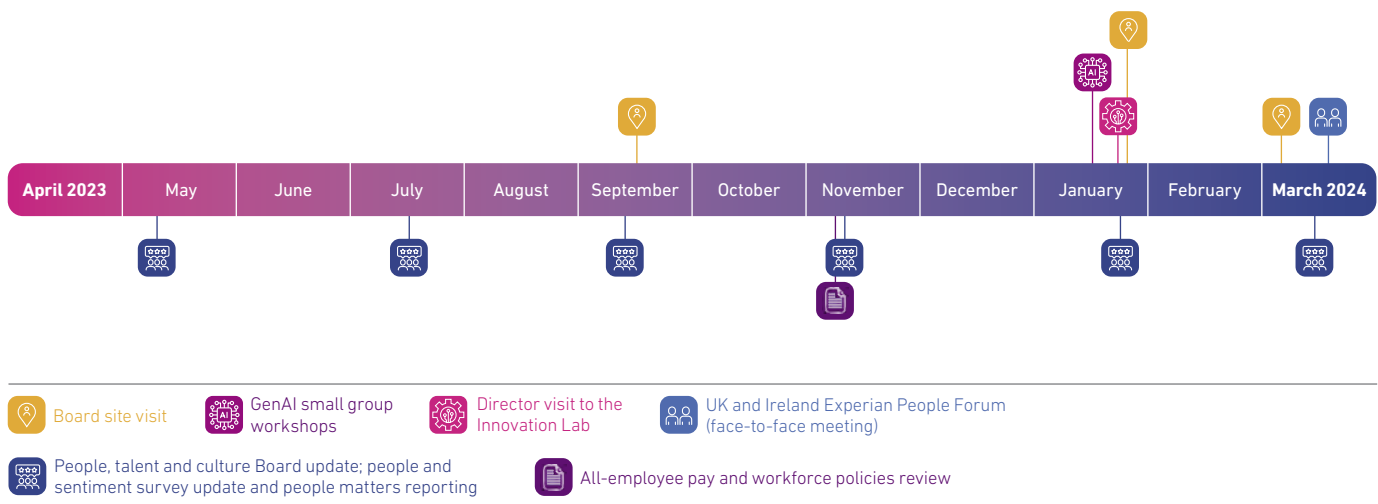 AI
April 2023
May
June
July
August
September
October
November
December
January
February
March 2024
Board site visit
AI
GenAI small group
workshops
Director visit to the
Innovation Lab
UK and Ireland Experian People Forum
(face-to-face meeting)
People, talent and culture Board update; people and
sentiment survey update and people matters reporting
All-employee pay and workforce policies review